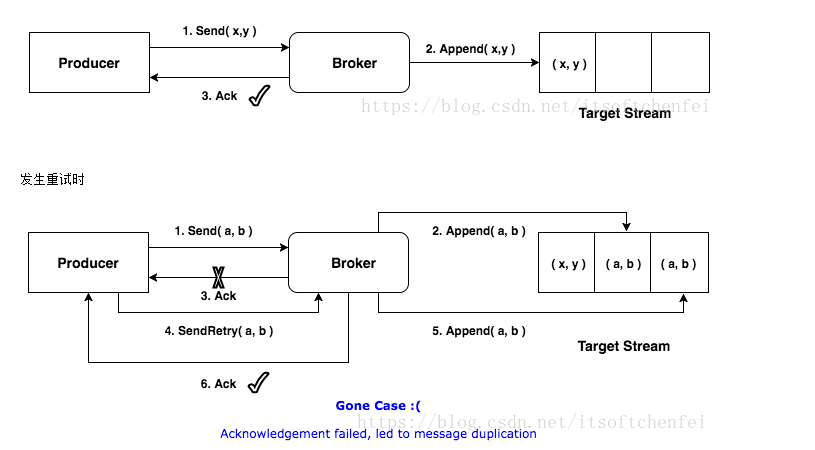 1. Send( x,y )
Producer
Broker
2. Append( x,y )
( x, y )
3. Ack
https://blog.csdn.net/itsoftchenfei
Target Stream
发生重试时
1. Send( a, b )
2. Append( a, b )
Producer
Broker
( x, y )
( a, b )
( a, b )
3. Ack
4. SendRetry( a, b )
5. Append( a, b )
Target Stream
6. Ack
Gone Case :(
https://blog.csdn.net/itsoftchenfei
Acknowledgement failed, led to message duplication